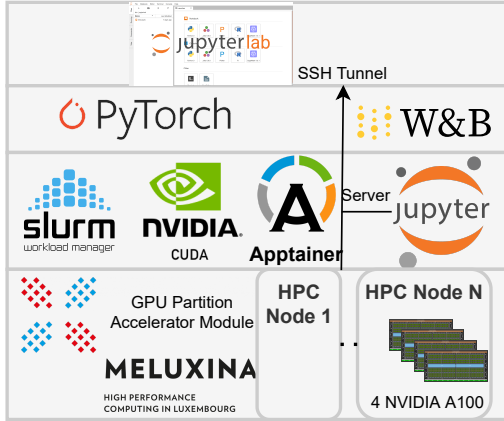 jupyterlab
SSH Tunnel
PyTorch
W&B
slurm
workload manager
NVIDIA.
CUDA
Apptainer
Server
jupyter
GPU Partition
Accelerator Module
MELUXINA
HIGH PERFORMANCE
COMPUTING IN LUXEMBOURG
HPC
Node 1
..
HPC
Node N
4 NVIDIA A100